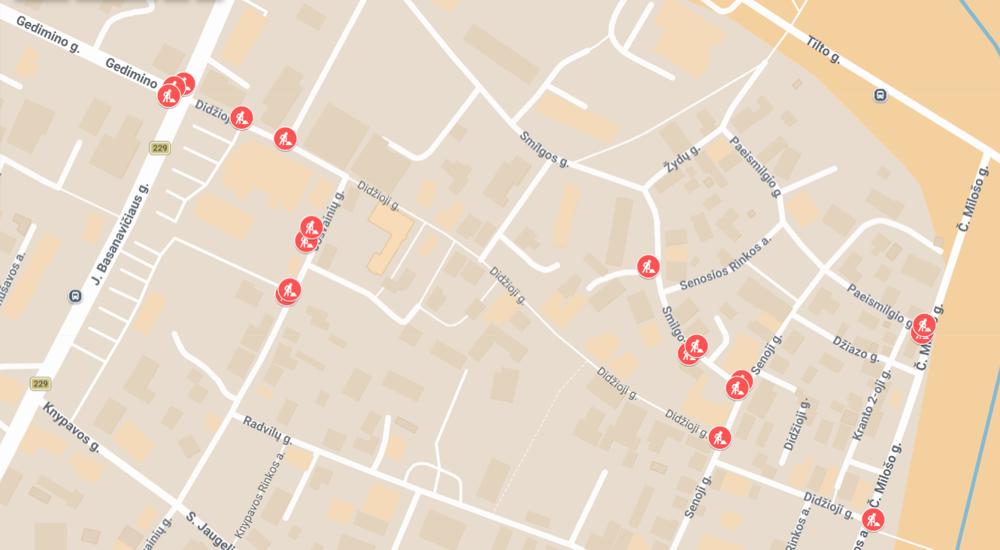 Gedimino g.
Gedimino
Tilto g.
Didžioj
229
Smilgos g.
Žydų g.
Paeismilgio g.
J. Basanavičiaus g.
Didžioji g.
Č. Milošo g.
Senosios Rinkos a.
Didžioji g.
Paeismilgio g.
Smilgos
Džiazo g.
Senoji g.
229
Didžioji g.
Kranto 2-oji g.
Knypavos g.
Radvilų g.
Didžioji g.
Didžioji g.
Knypavos Rinkos a.
Senoji g.
Č. Milošo g.
Didžioji g.
S. Jaugeli
Rinkos a.